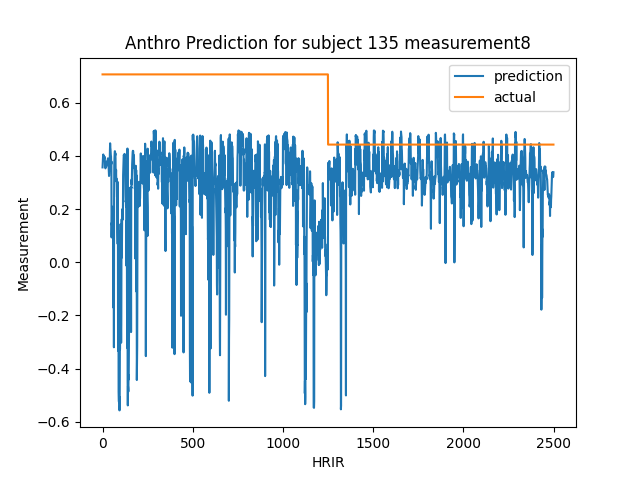 Anthro Prediction for subject 135 measurement8
prediction
actual
0.6
0.4
0.2
0.0
−0.2
−0.4
−0.6
Measurement
0
500
1000
1500
2000
2500
HRIR